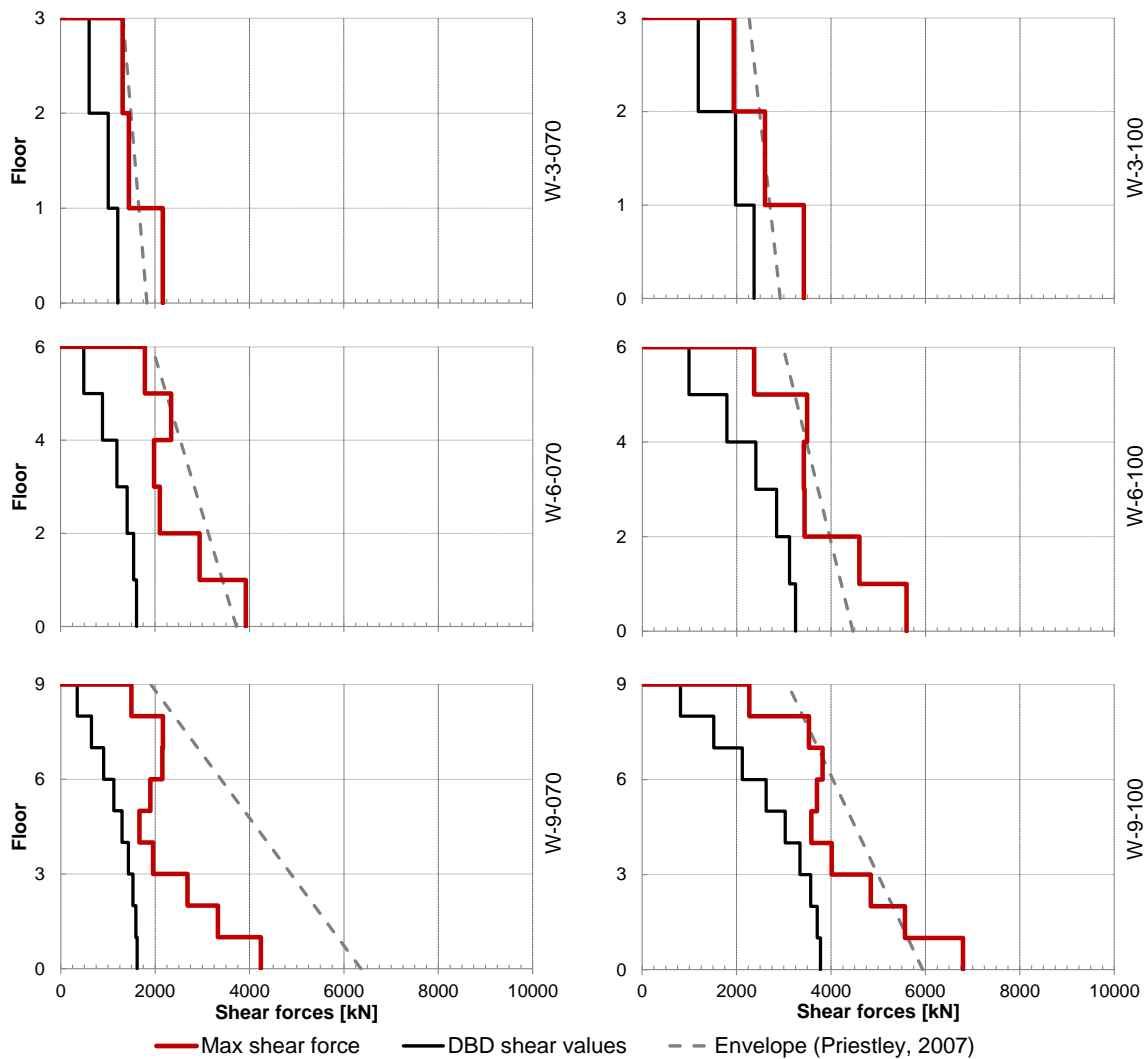 3
2
1
0
Floor
W-3-070
3
2
1
0
W-3-100
6
4
2
0
Floor
W-6-070
6
4
2
0
W-6-100
9
6
3
0
Floor
W-9-070
0 2000 4000 6000 8000 10000
Shear forces [kN]
9
6
3
0
W-9-100
0 2000 4000 6000 8000 10000
Shear forces [kN]
Max shear force DBD shear values Envelope (Priestley, 2007)